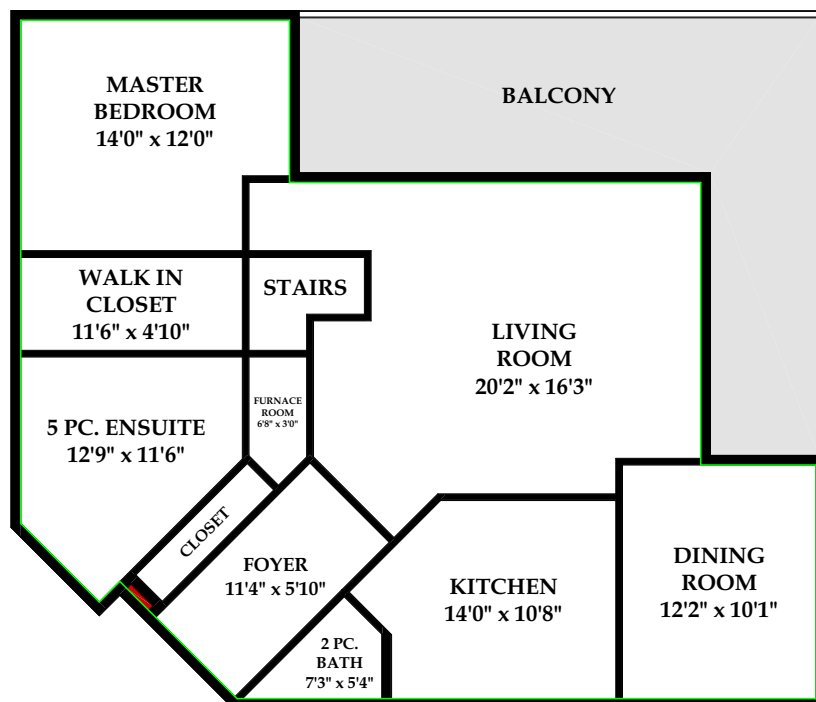 MASTER
BEDROOM
14'0" x 12'0"
BALCONY
WALK IN
CLOSET
11'6" x 4'10"
STAIRS
LIVING
ROOM
20'2" x 16'3"
FURNACE
ROOM
6'8" x 3'0"
5 PC. ENSUITE
12'9" x 11'6"
CLOSET
FOYER
11'4" x 5'10"
KITCHEN
14'0" x 10'8"
DINING
ROOM
12'2" x 10'1"
2 PC.
BATH
7'3" x 5'4"